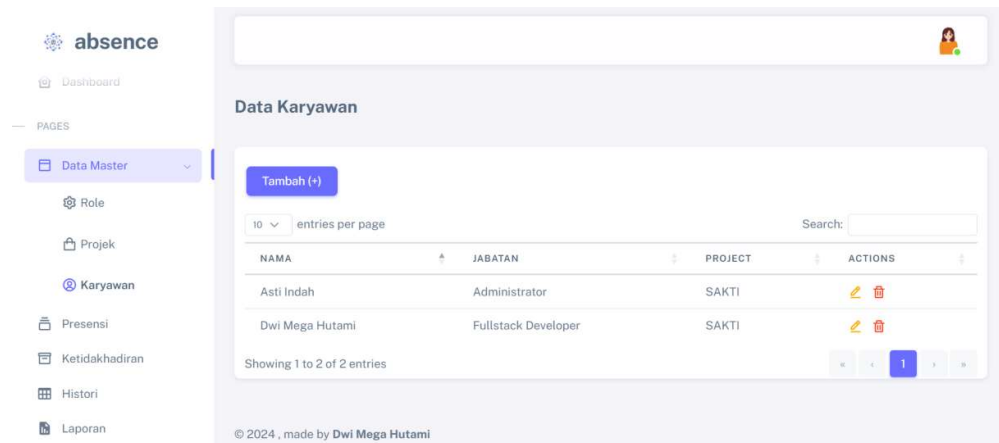 absence
Dashboard
PAGES
Data Master
Role
Projek
Karyawan
Presensi
Ketidakhadiran
Histori
Laporan
Data Karyawan
Tambah (+)
10 entries per page
Search:
NAMA JABATAN PROJECT ACTIONS
Asti Indah Administrator SAKTI
Dwi Mega Hutami Fullstack Developer SAKTI
Showing 1 to 2 of 2 entries
« ‹ 1 › »
© 2024 , made by Dwi Mega Hutami